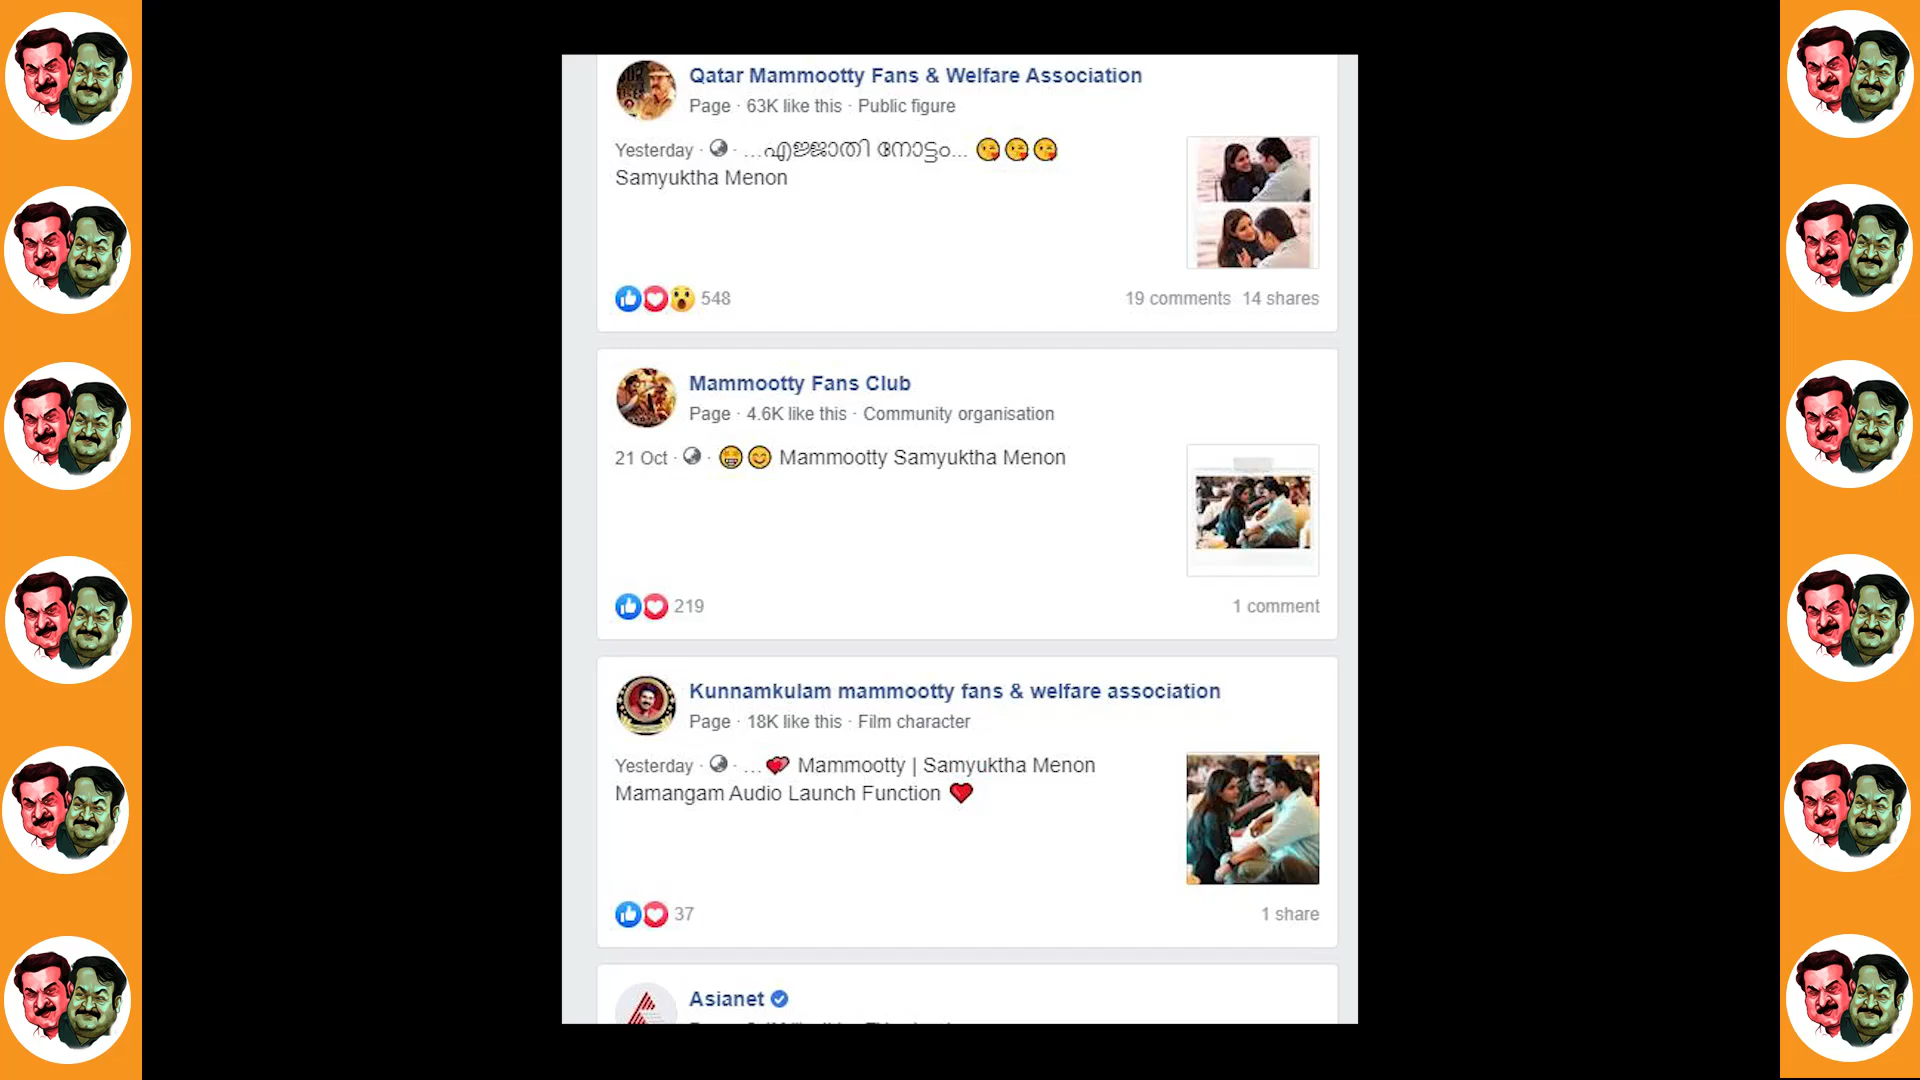 Qatar Mammootty Fans & Welfare Association
Page · 63K like this · Public figure
Yesterday · · ...എജ്ജാതി നോട്ടം... 😘😘😘
Samyuktha Menon
548
19 comments 14 shares
Mammootty Fans Club
Page · 4.6K like this · Community organisation
21 Oct · · 🤩😊 Mammootty Samyuktha Menon
219
1 comment
Kunnamkulam mammootty fans & welfare association
Page · 18K like this · Film character
Yesterday · · ...💕 Mammootty | Samyuktha Menon
Mamangam Audio Launch Function ❤
37
1 share
Asianet